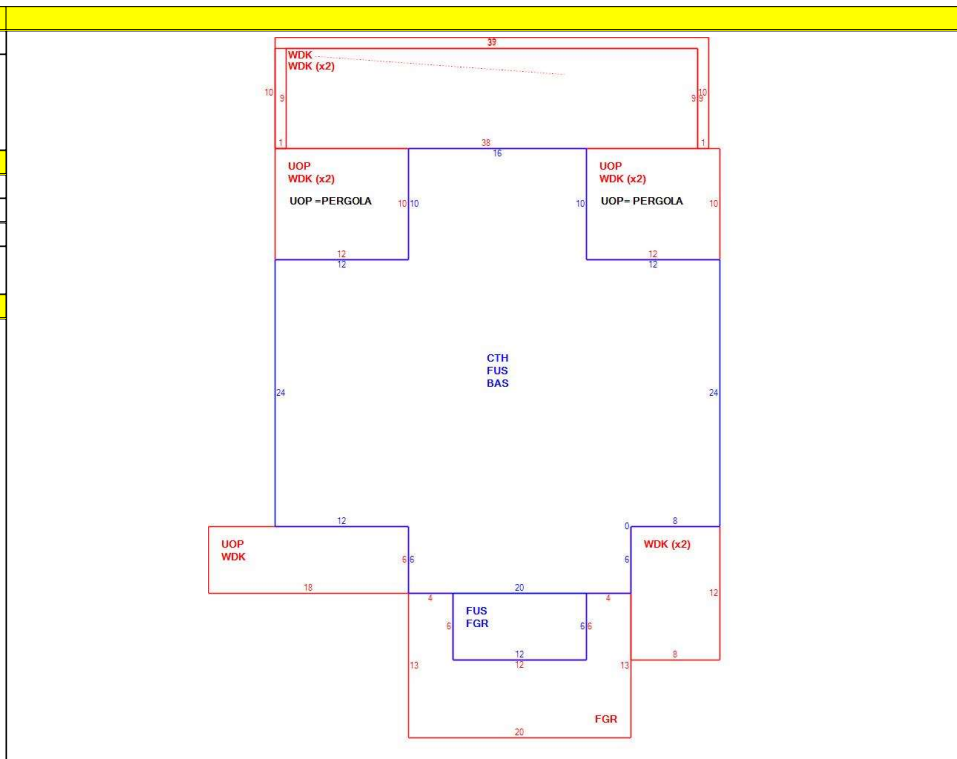 39
WDK
WDK (x2)
10
9
9
10
1
1
38
16
UOP
WDK (x2)
UOP =PERGOLA
10
10
10
UOP
WDK (x2)
UOP= PERGOLA
10
12
12
12
12
CTH
FUS
BAS
24
24
12
0
8
UOP
WDK
6
6
6
WDK (x2)
18
4
20
4
12
FUS
FGR
6
6
6
12
12
8
13
13
FGR
20